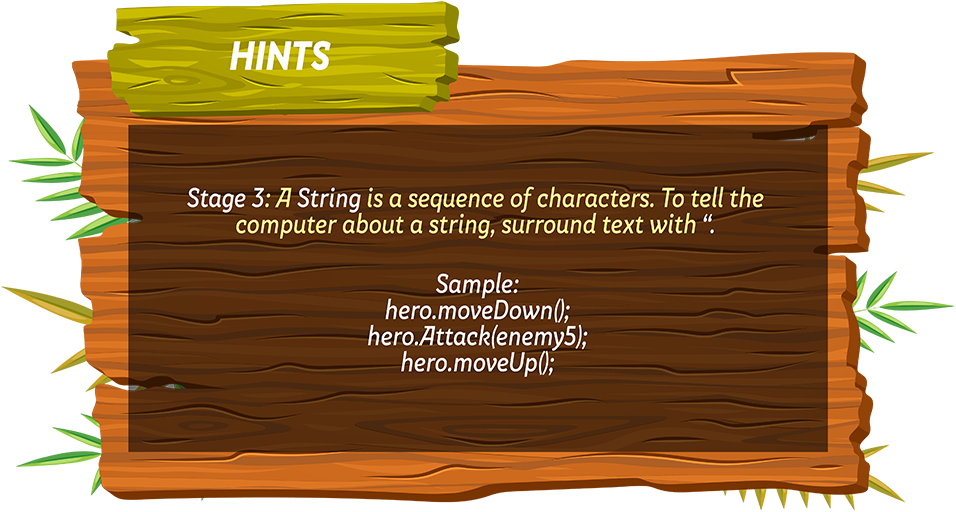 HINTS
Stage 3: A String is a sequence of characters. To tell the
computer about a string, surround text with “.
Sample:
hero.moveDown();
hero.Attack(enemy5);
hero.moveUp();